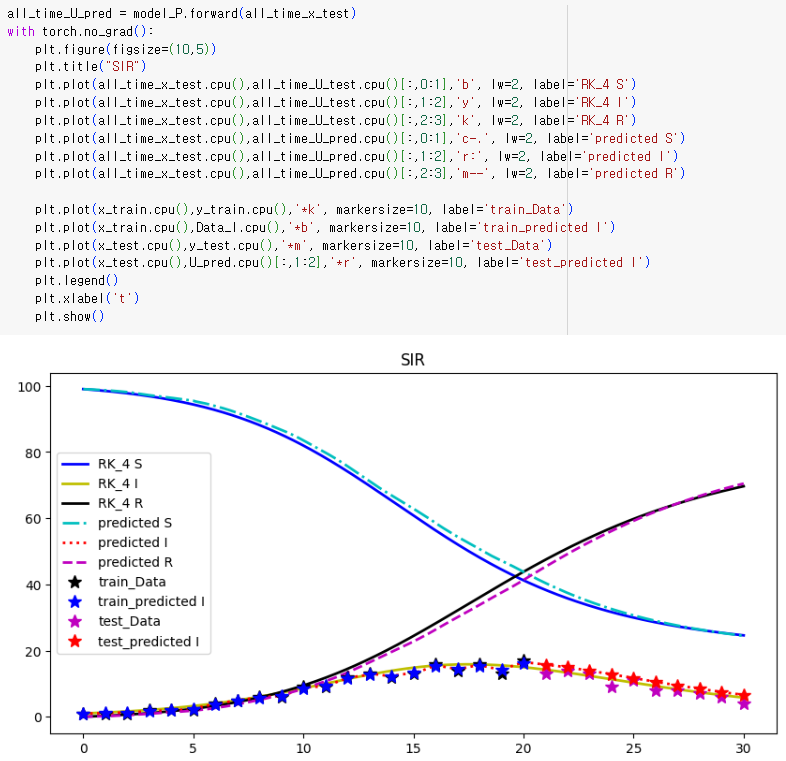 all_time_U_pred = model_P.forward(all_time_x_test)
with torch.no_grad():
    plt.figure(figsize=(10,5))
    plt.title("SIR")
    plt.plot(all_time_x_test.cpu(),all_time_U_test.cpu()[:,0:1],'b', lw=2, label='RK_4 S')
    plt.plot(all_time_x_test.cpu(),all_time_U_test.cpu()[:,1:2],'y', lw=2, label='RK_4 I')
    plt.plot(all_time_x_test.cpu(),all_time_U_test.cpu()[:,2:3],'k', lw=2, label='RK_4 R')
    plt.plot(all_time_x_test.cpu(),all_time_U_pred.cpu()[:,0:1],'c-.', lw=2, label='predicted S')
    plt.plot(all_time_x_test.cpu(),all_time_U_pred.cpu()[:,1:2],'r:', lw=2, label='predicted I')
    plt.plot(all_time_x_test.cpu(),all_time_U_pred.cpu()[:,2:3],'m--', lw=2, label='predicted R')

    plt.plot(x_train.cpu(),y_train.cpu(),'*k', markersize=10, label='train_Data')
    plt.plot(x_train.cpu(),Data_I.cpu(),'*b', markersize=10, label='train_predicted I')
    plt.plot(x_test.cpu(),y_test.cpu(),'*m', markersize=10, label='test_Data')
    plt.plot(x_test.cpu(),U_pred.cpu()[:,1:2],'*r', markersize=10, label='test_predicted I')
    plt.legend()
    plt.xlabel('t')
    plt.show()
SIR
100
80
60
40
20
0
RK_4 S
RK_4 I
RK_4 R
predicted S
predicted I
predicted R
train_Data
train_predicted I
test_Data
test_predicted I
0 5 10 15 20 25 30